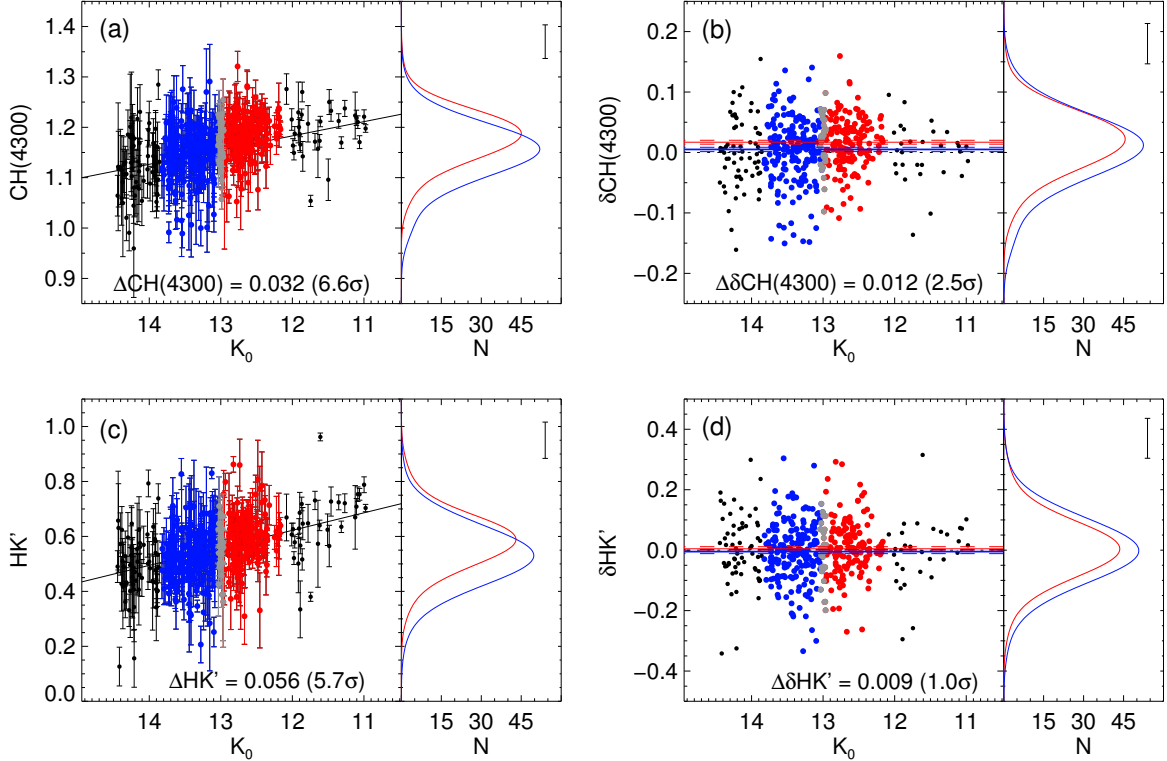 (a)
CH(4300)
1.4
1.3
1.2
1.1
1.0
0.9
ΔCH(4300) = 0.032 (6.6σ)
14 13 12 11 15 30 45
K₀ N
(b)
δCH(4300)
0.2
0.1
0.0
−0.1
−0.2
ΔδCH(4300) = 0.012 (2.5σ)
14 13 12 11 15 30 45
K₀ N
(c)
HK'
1.0
0.8
0.6
0.4
0.2
0.0
ΔHK' = 0.056 (5.7σ)
14 13 12 11 15 30 45
K₀ N
(d)
δHK'
0.4
0.2
0.0
−0.2
−0.4
ΔδHK' = 0.009 (1.0σ)
14 13 12 11 15 30 45
K₀ N